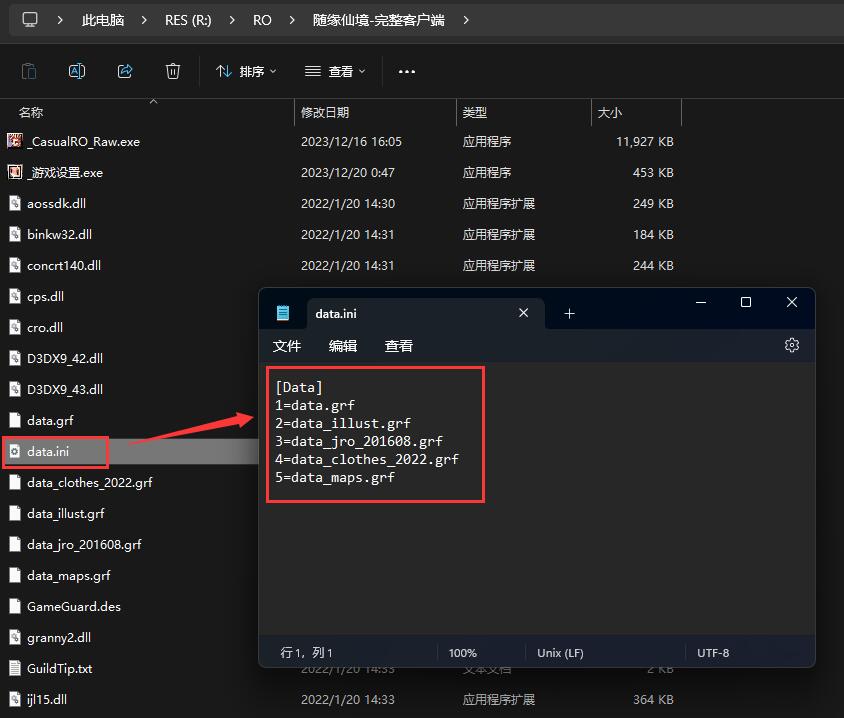 此电脑 > RES (R:) > RO > 随缘仙境-完整客户端 >
排序 查看
名称 修改日期 类型 大小
_CasualRO_Raw.exe 2023/12/16 16:05 应用程序 11,927 KB
_游戏设置.exe 2023/12/20 0:47 应用程序 453 KB
aossdk.dll 2022/1/20 14:30 应用程序扩展 249 KB
binkw32.dll 2022/1/20 14:31 应用程序扩展 184 KB
concrt140.dll 2022/1/20 14:31 应用程序扩展 244 KB
cps.dll
cro.dll
D3DX9_42.dll
D3DX9_43.dll
data.grf
data.ini
data_clothes_2022.grf
data_illust.grf
data_jro_201608.grf
data_maps.grf
GameGuard.des
granny2.dll
GuildTip.txt 2022/1/20 14:33 文本文档 2 KB
ijl15.dll 2022/1/20 14:33 应用程序扩展 364 KB
data.ini
文件 编辑 查看
[Data]
1=data.grf
2=data_illust.grf
3=data_jro_201608.grf
4=data_clothes_2022.grf
5=data_maps.grf
行 1，列 1 100% Unix (LF) UTF-8